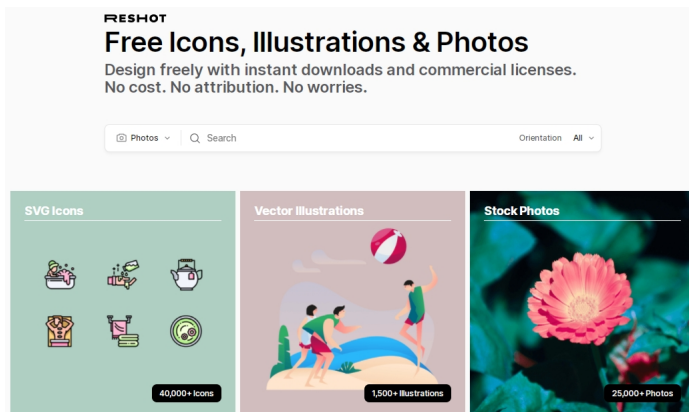 RESHOT
Free Icons, Illustrations & Photos
Design freely with instant downloads and commercial licenses.
No cost. No attribution. No worries.
Photos Search Orientation All
SVG Icons
40,000+ Icons
Vector Illustrations
1,500+ Illustrations
Stock Photos
25,000+ Photos